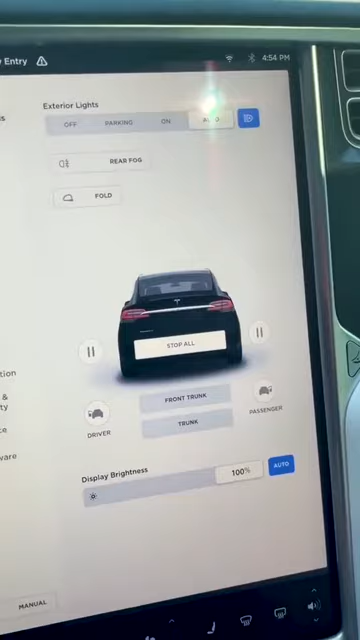 Entry
4:54 PM
Exterior Lights
OFF PARKING ON AUTO
REAR FOG
FOLD
STOP ALL
FRONT TRUNK
DRIVER
PASSENGER
TRUNK
Display Brightness
100%
AUTO
MANUAL